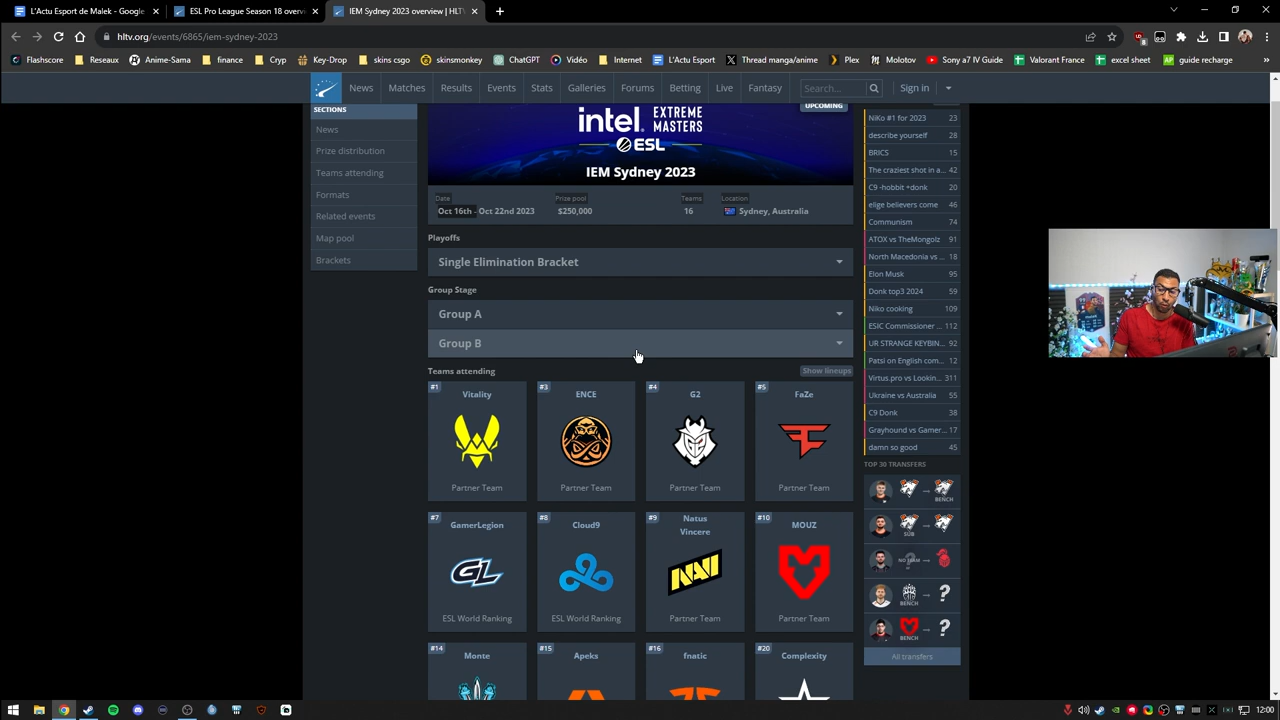 L'Actu Esport de Malek - Google
ESL Pro League Season 18 overvi
IEM Sydney 2023 overview | HLTV
hltv.org/events/6865/iem-sydney-2023
Flashscore
Reseaux
Anime-Sama
finance
Cryp
Key-Drop
skins gso
skinsmonkey
ChatGPT
Vidéo
Internet
L'Actu Esport
Thread manga/anime
Plex
Molotov
Sony a7 IV Guide
Valorant France
excel sheet
guide recharge
»
News
Matches
Results
Events
Stats
Galleries
Forums
Betting
Live
Fantasy
Search...
Sign in
SECTIONS
News
Prize distribution
Teams attending
Formats
Related events
Map pool
Brackets
UPCOMING
intel. EXTREME MASTERS
ESL
IEM Sydney 2023
Date
Prize pool
Teams
Location
Oct 16th - Oct 22nd 2023
$250,000
16
Sydney, Australia
Playoffs
Single Elimination Bracket
Group Stage
Group A
Group B
Teams attending
Show lineups
#1
Vitality
Partner Team
#3
ENCE
Partner Team
#4
G2
Partner Team
#5
FaZe
Partner Team
#7
GamerLegion
GL
ESL World Ranking
#8
Cloud9
ESL World Ranking
#9
Natus
Vincere
NAVI
Partner Team
#10
MOUZ
Partner Team
#14
Monte
#15
Apeks
#16
fnatic
#20
Complexity
NiKo #1 for 2023 23
describe yourself 28
BRICS 15
The craziest shot in a... 42
C9 -hobbit +donk 20
elige believers come 46
Communism 74
ATOX vs TheMongolz 91
North Macedonia vs ... 18
Elon Musk 95
Donk top3 2024 59
Niko cooking 109
ESIC Commissioner ... 112
UR STRANGE KEYBIN... 92
Patsi on English com... 12
Virtus.pro vs Lookin... 311
Ukraine vs Australia 55
C9 Donk 38
Grayhound vs Gamer... 17
damn so good 45
TOP 30 TRANSFERS
BENCH
SUB
NO TEAM
BENCH
?
BENCH
?
All transfers
12:00